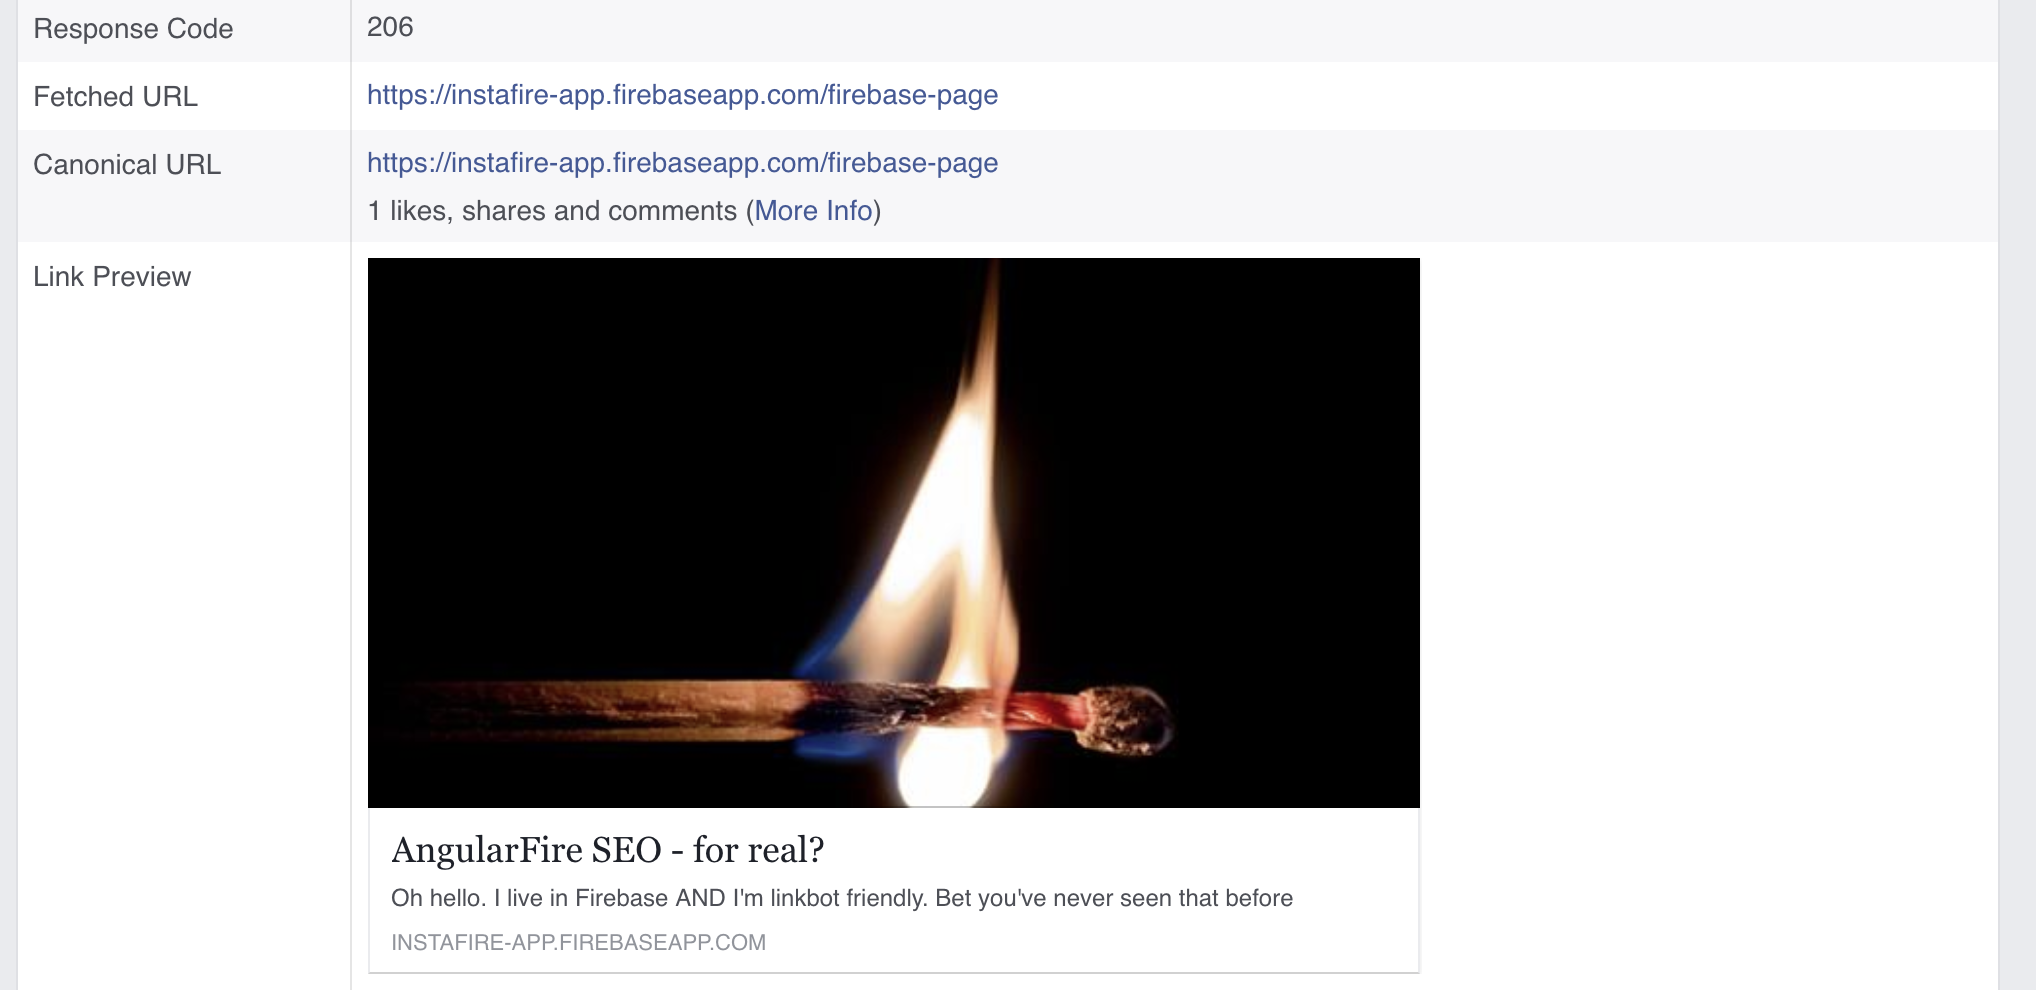 Response Code
206
Fetched URL
https://instafire-app.firebaseapp.com/firebase-page
Canonical URL
https://instafire-app.firebaseapp.com/firebase-page
1 likes, shares and comments (More Info)
Link Preview
AngularFire SEO - for real?
Oh hello. I live in Firebase AND I'm linkbot friendly. Bet you've never seen that before
INSTAFIRE-APP.FIREBASEAPP.COM